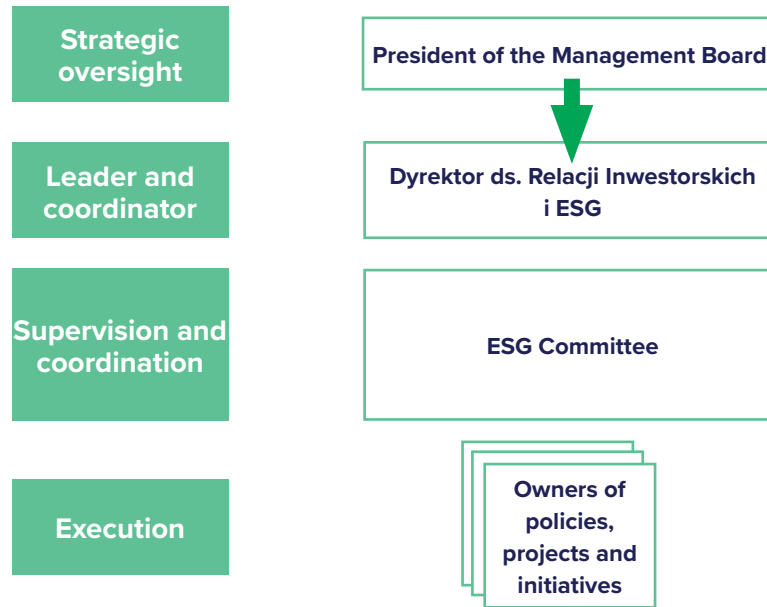 Strategic
oversight
President of the Management Board
Leader and
coordinator
Dyrektor ds. Relacji Inwestorskich
i ESG
Supervision and
coordination
ESG Committee
Execution
Owners of
policies,
projects and
initiatives